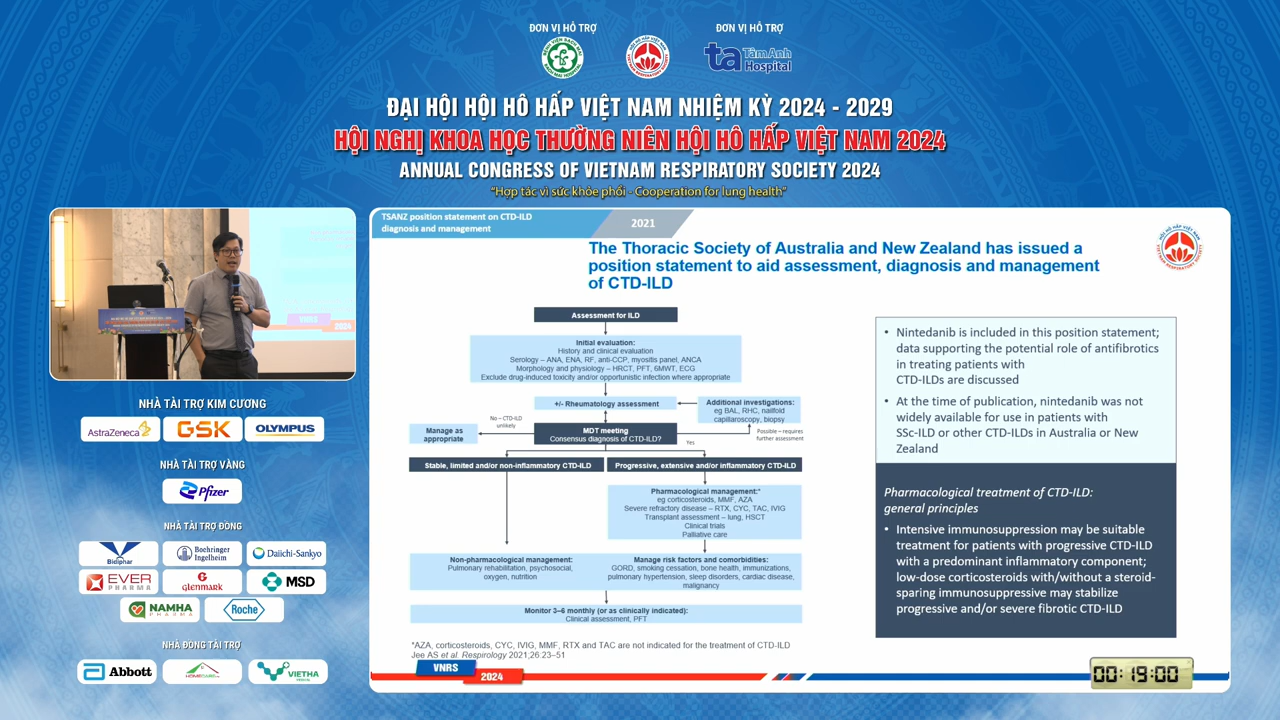 ĐƠN VỊ HỖ TRỢ
ĐƠN VỊ HỖ TRỢ
BỆNH VIỆN BẠCH MAI
BACH MAI HOSPITAL
HỘI HÔ HẤP VIỆT NAM
VIETNAM RESPIRATORY SOCIETY
ta TâmAnh
Hospital
ĐẠI HỘI HỘI HÔ HẤP VIỆT NAM NHIỆM KỲ 2024 - 2029
HỘI NGHỊ KHOA HỌC THƯỜNG NIÊN HỘI HÔ HẤP VIỆT NAM 2024
ANNUAL CONGRESS OF VIETNAM RESPIRATORY SOCIETY 2024
“Hợp tác vì sức khỏe phổi - Cooperation for lung health”
NHÀ TÀI TRỢ KIM CƯƠNG
AstraZeneca
GSK
OLYMPUS
NHÀ TÀI TRỢ VÀNG
Pfizer
NHÀ TÀI TRỢ ĐỒNG
Bidiphar
Boehringer
Ingelheim
Daiichi-Sankyo
EVER
PHARMA
GLENMARK
MSD
NAMHA
PHARMA
Roche
NHÀ ĐỒNG TÀI TRỢ
Abbott
VIETHA
TSANZ position statement on CTD-ILD
diagnosis and management
2021
The Thoracic Society of Australia and New Zealand has issued a
position statement to aid assessment, diagnosis and management
of CTD-ILD
Assessment for ILD
Initial evaluation:
History and clinical evaluation
Serology – ANA, ENA, RF, anti-CCP, myositis panel, ANCA
Morphology and physiology – HRCT, PFT, 6MWT, ECG
Exclude drug-induced toxicity and/or opportunistic infection where appropriate
+/- Rheumatology assessment
Additional investigations:
eg BAL, RHC, nailfold
capillaroscopy, biopsy
No – CTD-ILD
unlikely
Manage as
appropriate
MDT meeting
Consensus diagnosis of CTD-ILD?
Possible – requires
further assessment
Yes
Stable, limited and/or non-inflammatory CTD-ILD
Progressive, extensive and/or inflammatory CTD-ILD
Pharmacological management:*
eg corticosteroids, MMF, AZA
Severe refractory disease – RTX, CYC, TAC, IVIG
Transplant assessment – lung, HSCT
Clinical trials
Palliative care
Non-pharmacological management:
Pulmonary rehabilitation, psychosocial,
oxygen, nutrition
Manage risk factors and comorbidities:
GORD, smoking cessation, bone health, immunizations,
pulmonary hypertension, sleep disorders, cardiac disease,
malignancy
Monitor 3–6 monthly (or as clinically indicated):
Clinical assessment, PFT
*AZA, corticosteroids, CYC, IVIG, MMF, RTX and TAC are not indicated for the treatment of CTD-ILD
Jee AS et al. Respirology 2021;26:23–51
• Nintedanib is included in this position statement;
data supporting the potential role of antifibrotics
in treating patients with
CTD-ILDs are discussed
• At the time of publication, nintedanib was not
widely available for use in patients with
SSc-ILD or other CTD-ILDs in Australia or New
Zealand
Pharmacological treatment of CTD-ILD:
general principles
• Intensive immunosuppression may be suitable
treatment for patients with progressive CTD-ILD
with a predominant inflammatory component;
low-dose corticosteroids with/without a steroid-
sparing immunosuppressive may stabilize
progressive and/or severe fibrotic CTD-ILD
VNRS
2024
00:19:00